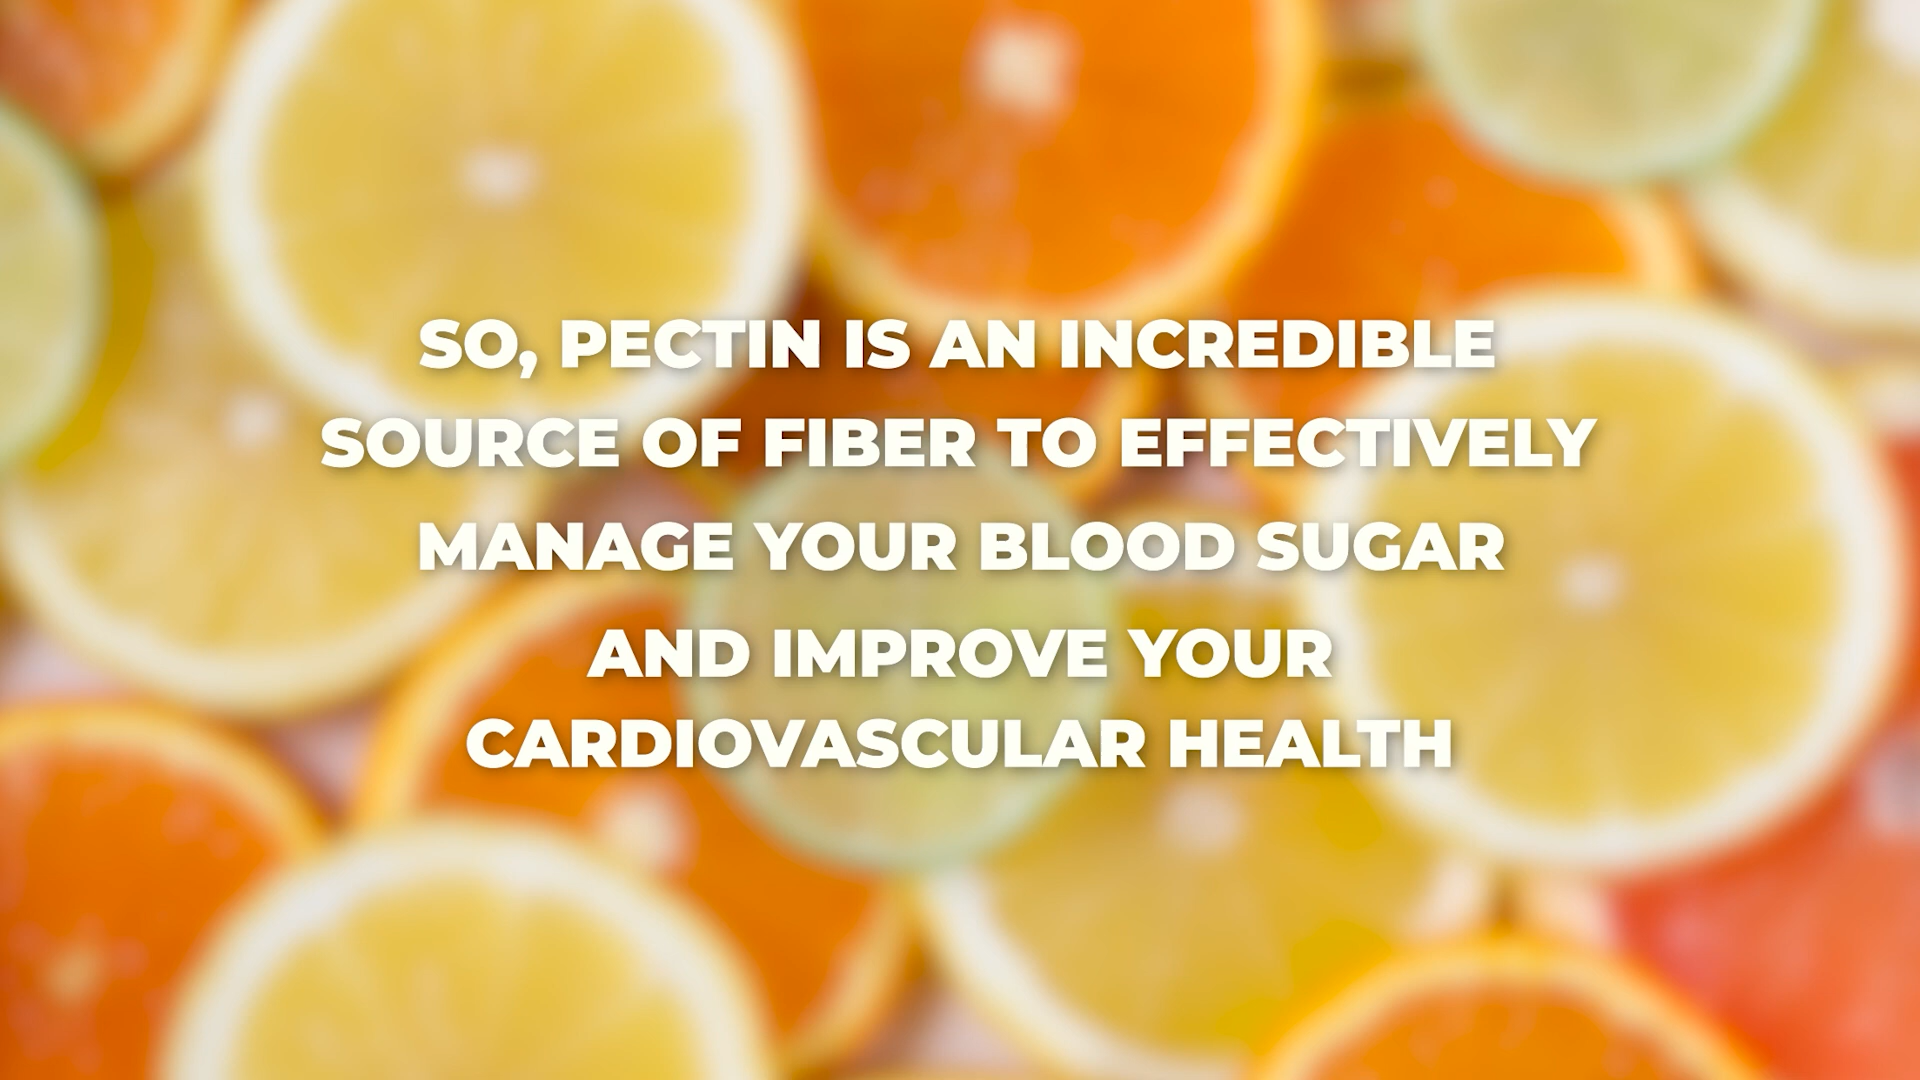 SO, PECTIN IS AN INCREDIBLE
SOURCE OF FIBER TO EFFECTIVELY
MANAGE YOUR BLOOD SUGAR
AND IMPROVE YOUR
CARDIOVASCULAR HEALTH